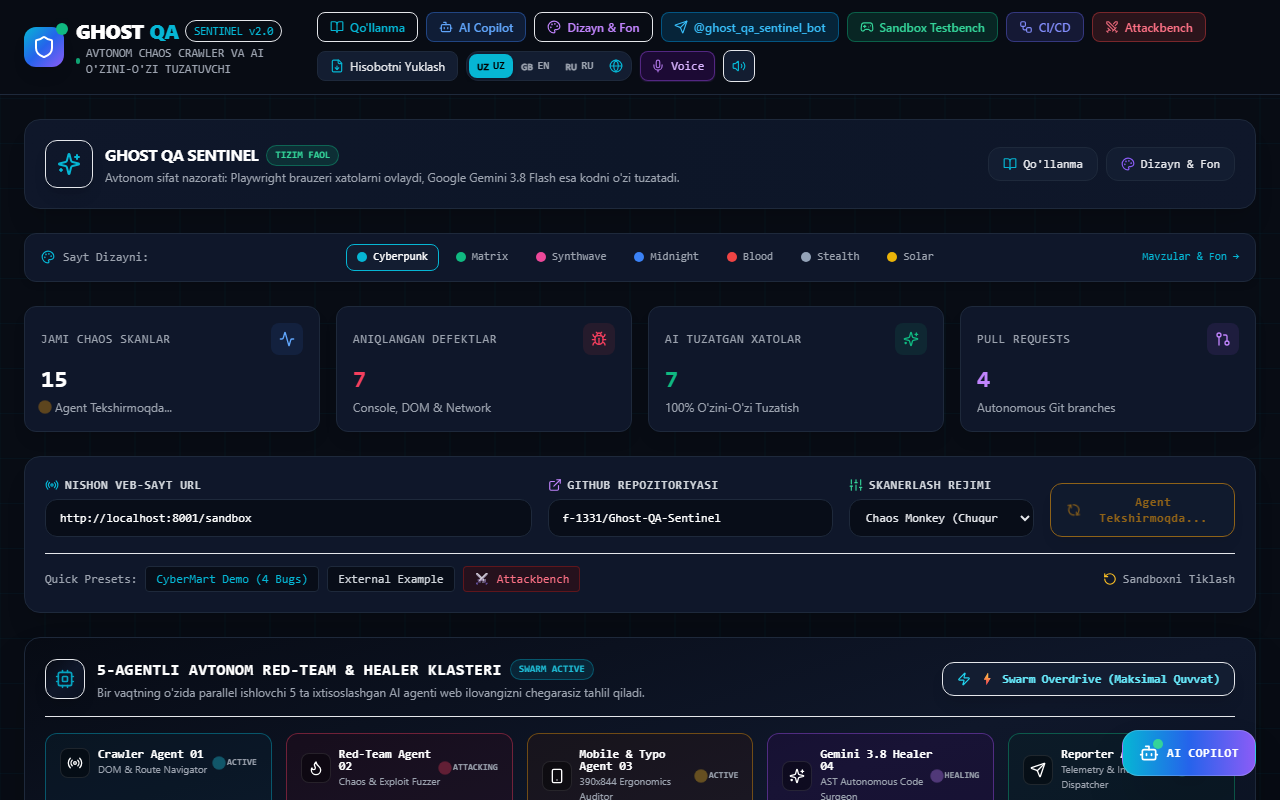 GHOST QA SENTINEL v2.0
AVTONOM CHAOS CRAWLER VA AI
O'ZINI-O'ZI TUZATUVCHI
Qo'llanma AI Copilot Dizayn & Fon @ghost_qa_sentinel_bot Sandbox Testbench CI/CD Attackbench
Hisobotni Yuklash UZ UZ GB EN RU RU Voice
GHOST QA SENTINEL TIZIM FAOL
Avtonom sifat nazorati: Playwright brauzeri xatolarni ovlaydi, Google Gemini 3.8 Flash esa kodni o'zi tuzatadi.
Qo'llanma Dizayn & Fon
Sayt Dizayni: Cyberpunk Matrix Synthwave Midnight Blood Stealth Solar Mavzular & Fon →
JAMI CHAOS SKANLAR
15
Agent Tekshirmoqda...
ANIQLANGAN DEFEKTLAR
7
Console, DOM & Network
AI TUZATGAN XATOLAR
7
100% O'zini-O'zi Tuzatish
PULL REQUESTS
4
Autonomous Git branches
NISHON VEB-SAYT URL
http://localhost:8001/sandbox
GITHUB REPOZITORIYASI
f-1331/Ghost-QA-Sentinel
SKANERLASH REJIMI
Chaos Monkey (Chuqur
Agent
Tekshirmoqda...
Quick Presets: CyberMart Demo (4 Bugs) External Example Attackbench Sandboxni Tiklash
5-AGENTLI AVTONOM RED-TEAM & HEALER KLASTERI SWARM ACTIVE
Bir vaqtning o'zida parallel ishlovchi 5 ta ixtisoslashgan AI agenti web ilovangizni chegarasiz tahlil qiladi.
Swarm Overdrive (Maksimal Quvvat)
Crawler Agent 01
DOM & Route Navigator
ACTIVE
Red-Team Agent
02
Chaos & Exploit Fuzzer
ATTACKING
Mobile & Typo
Agent 03
390x844 Ergonomics
Auditor
ACTIVE
Gemini 3.8 Healer
04
AST Autonomous Code
Surgeon
HEALING
Reporter
Telemetry &
Dispatcher
AI COPILOT